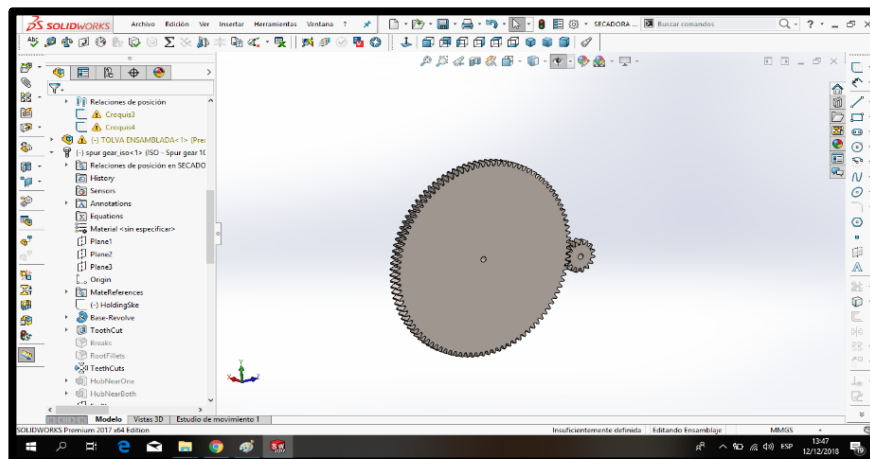 SOLIDWORKS Archivo Edición Ver Insertar Herramientas Ventana ? SECADORA ... Buscar comandos
Relaciones de posición
Croquis3
Croquis4
(-) TOLVA ENSAMBLADA<1> (Pre
(-) spur gear_iso<1> (ISO - Spur gear 10
Relaciones de posición en SECADO
History
Sensors
Annotations
Equations
Material <sin especificar>
Plane1
Plane2
Plane3
Origin
MateReferences
(-) HoldingSke
Base-Revolve
ToothCut
Breaks
RootFillets
TeethCuts
HubNearOne
HubNearBoth
Modelo Vistas 3D Estudio de movimiento 1
SOLIDWORKS Premium 2017 x64 Edition Insuficientemente definida Editando Ensamblaje MMGS
ESP 13:47
12/12/2018